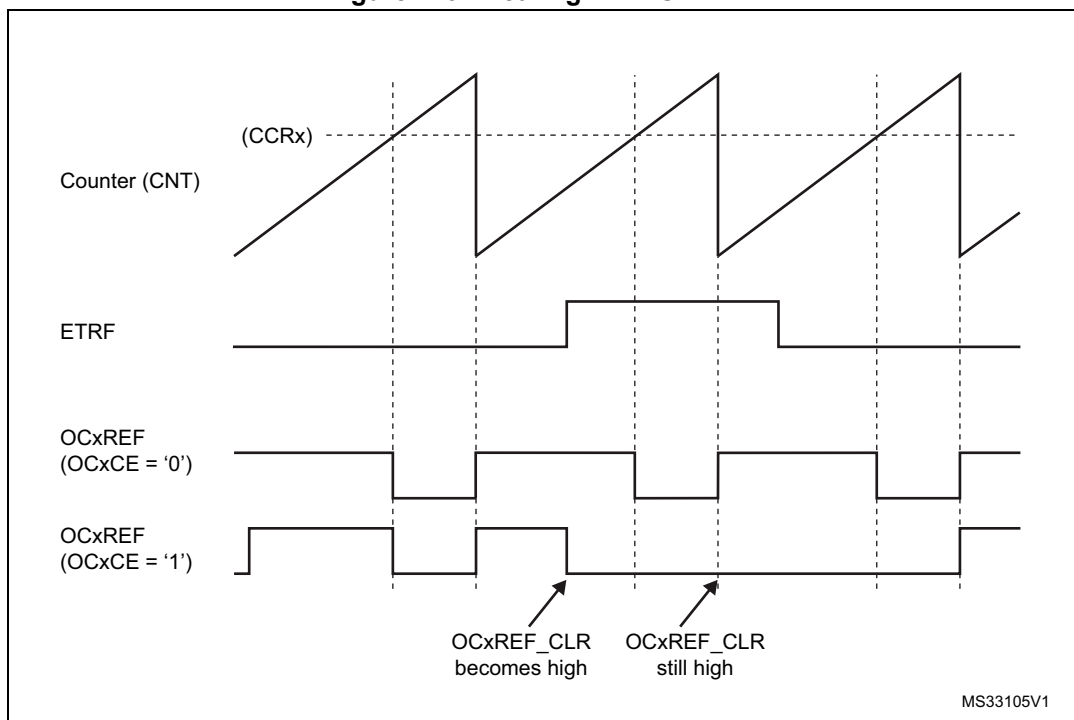 (CCRx)
Counter (CNT)
ETRF
OCxREF
(OCxCE = ‘0’)
OCxREF
(OCxCE = ‘1’)
OCxREF_CLR
becomes high
OCxREF_CLR
still high
MS33105V1